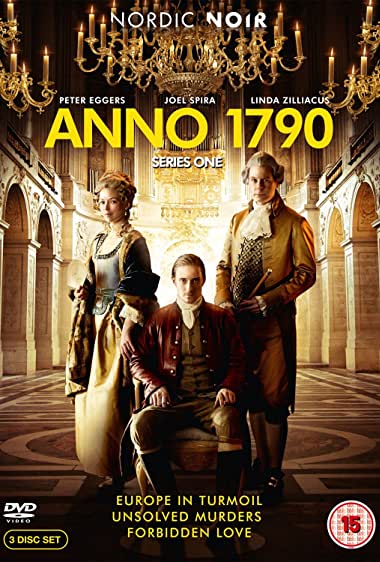 NORDIC NOIR
PETER EGGERS JOEL SPIRA LINDA ZILLIACUS
ANNO 1790
SERIES ONE
EUROPE IN TURMOIL
UNSOLVED MURDERS
FORBIDDEN LOVE
DVD
VIDEO
3 DISC SET
15